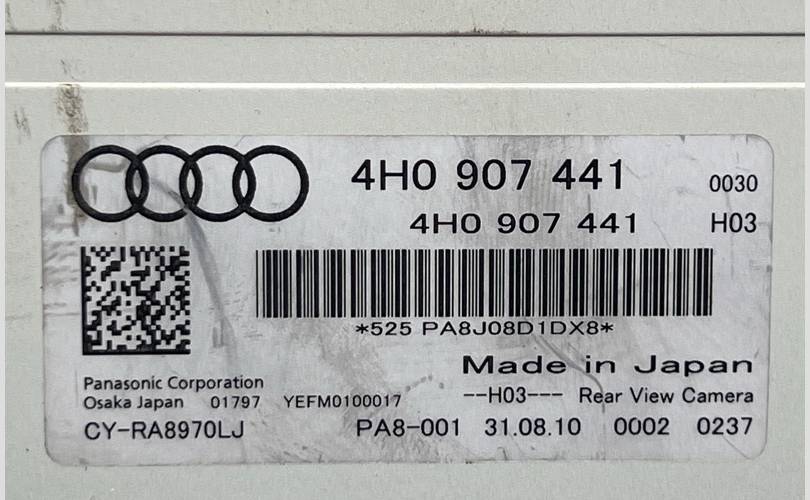 4H0 907 441 0030
4H0 907 441 H03
*525 PA8J08D1DX8*
Made in Japan
Panasonic Corporation
Osaka Japan 01797 YEFM0100017 --H03--- Rear View Camera
CY-RA8970LJ PA8-001 31.08.10 0002 0237